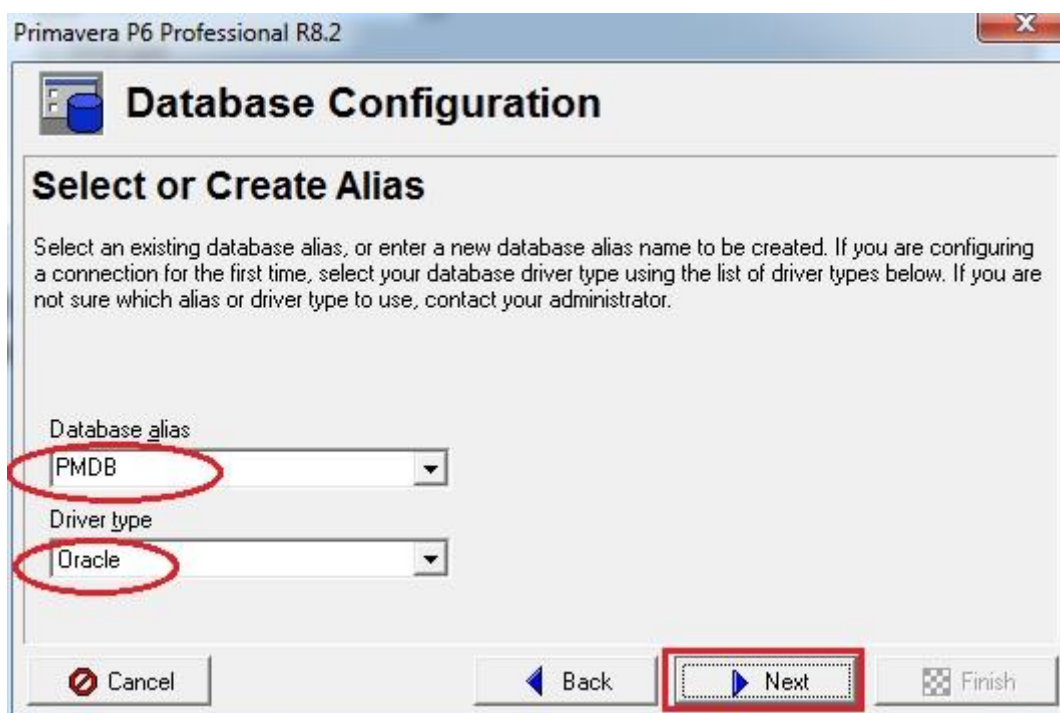 Primavera P6 Professional R8.2
Database Configuration
Select or Create Alias
Select an existing database alias, or enter a new database alias name to be created. If you are configuring
a connection for the first time, select your database driver type using the list of driver types below. If you are
not sure which alias or driver type to use, contact your administrator.
Database alias
PMDB
Driver type
Oracle
Cancel
Back
Next
Finish